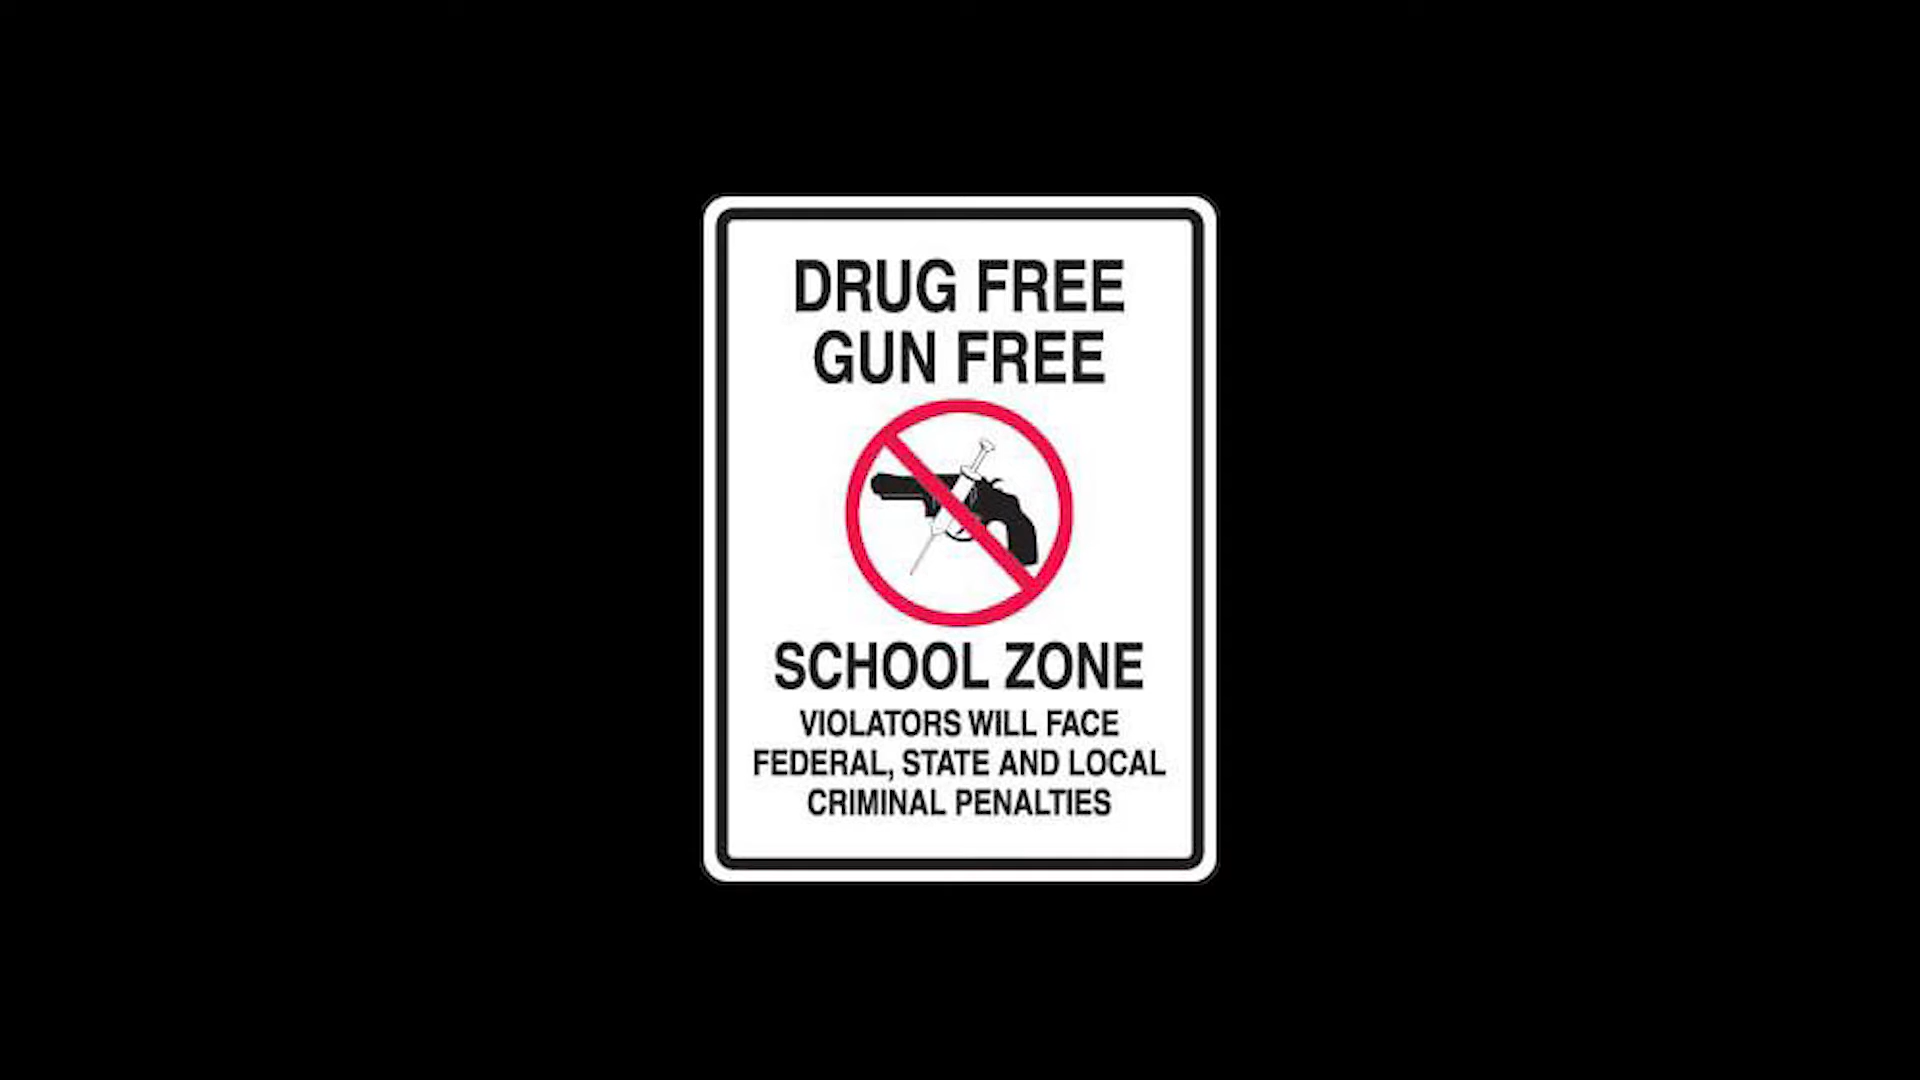 DRUG FREE
GUN FREE
SCHOOL ZONE
VIOLATORS WILL FACE
FEDERAL, STATE AND LOCAL
CRIMINAL PENALTIES